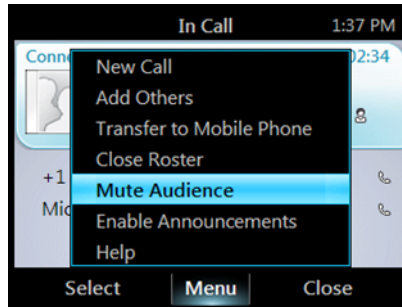 In Call 1:37 PM
02:34
New Call
Add Others
Transfer to Mobile Phone
Close Roster
+1
Mute Audience
Enable Announcements
Help
Select Menu Close